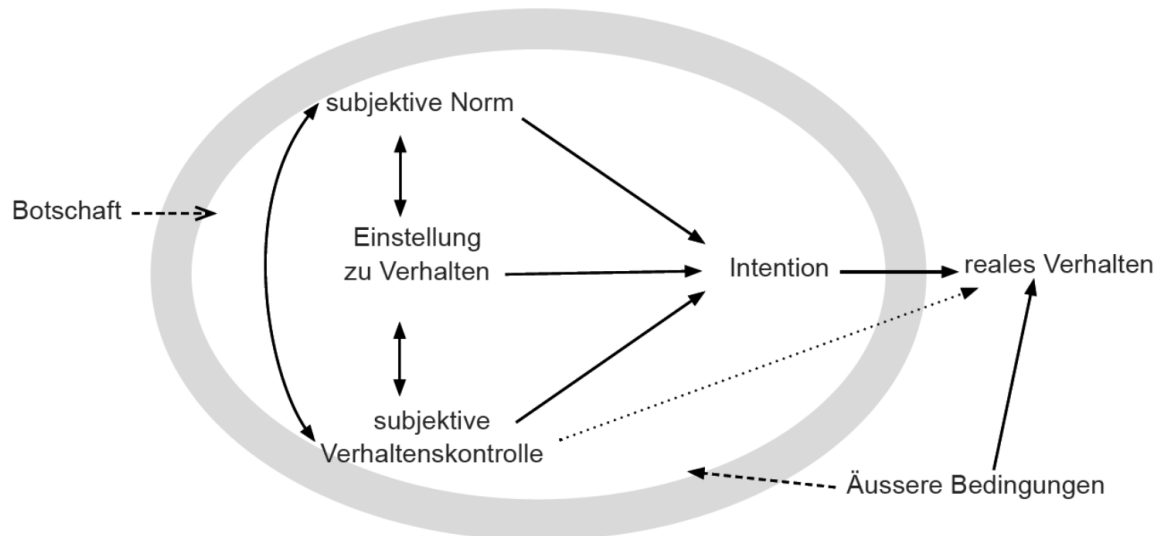 subjektive Norm
Botschaft
Einstellung
zu Verhalten
Intention
reales Verhalten
subjektive
Verhaltenskontrolle
Äussere Bedingungen